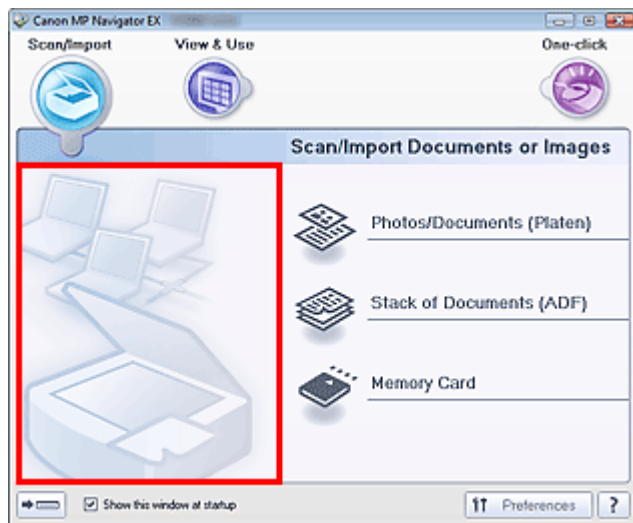 Canon MP Navigator EX
Scan/Import
View & Use
One-click
Scan/Import Documents or Images
Photos/Documents (Platen)
Stack of Documents (ADF)
Memory Card
Show this window at startup
Preferences
?